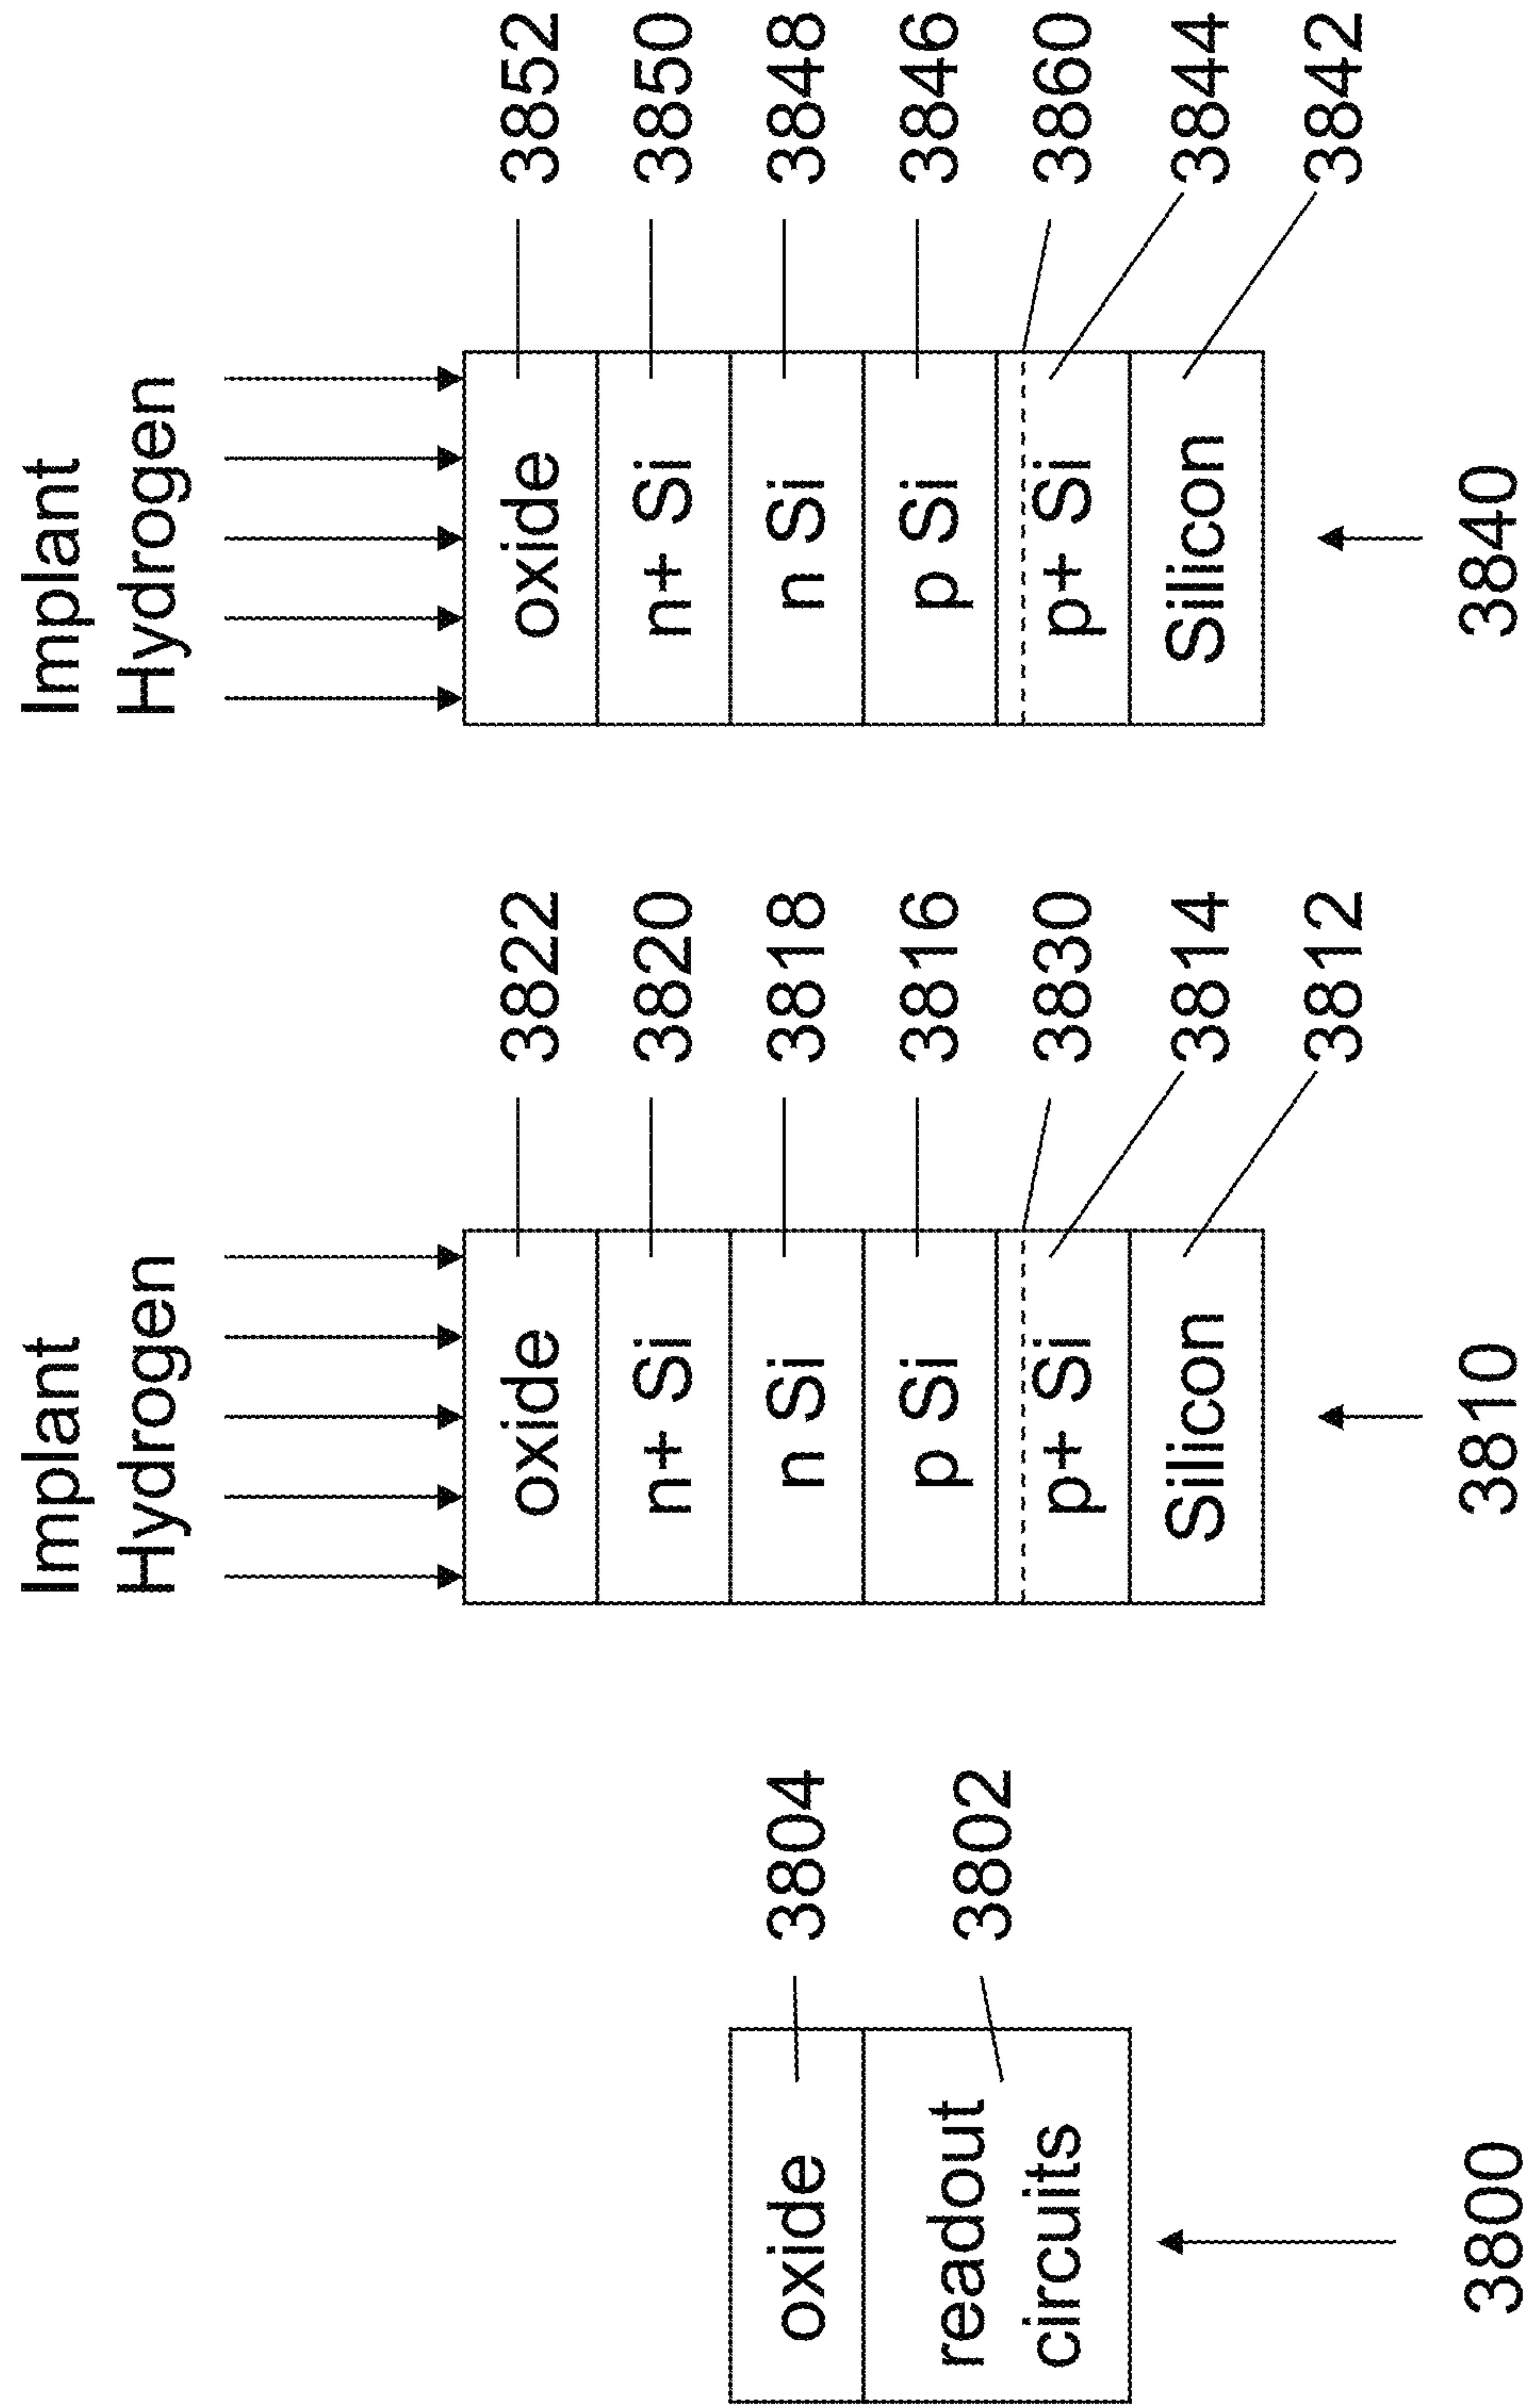 oxide
readout
circuits
3804
3802
3800
Implant
Hydrogen
oxide
n+ Si
n Si
p Si
p+ Si
Silicon
3822
3820
3818
3816
3830
3814
3812
3810
Implant
Hydrogen
oxide
n+ Si
n Si
p Si
p+ Si
Silicon
3852
3850
3848
3846
3860
3844
3842
3840